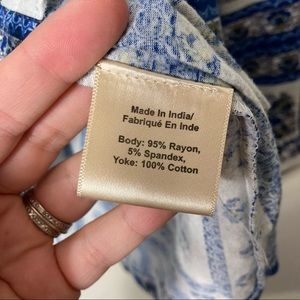 Made In India/
Fabriqué En Inde
Body: 95% Rayon,
5% Spandex,
Yoke: 100% Cotton